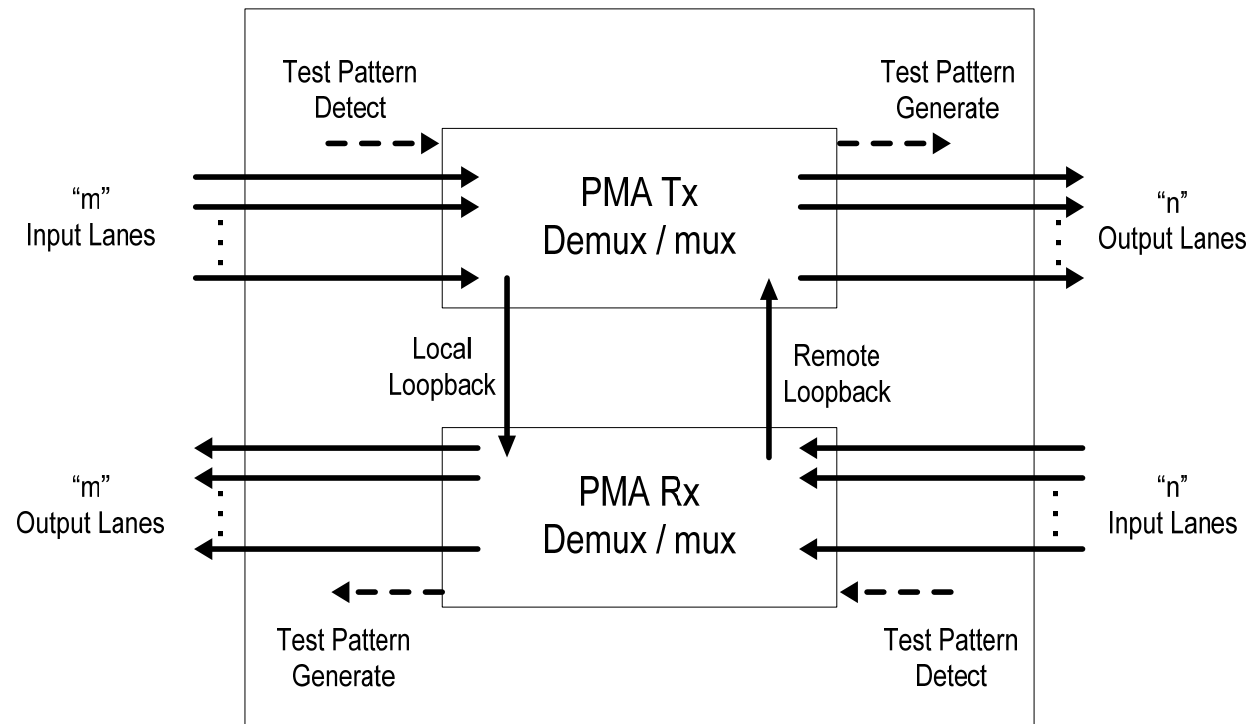 Test Pattern
Detect
Test Pattern
Generate
“m”
Input Lanes
PMA Tx
Demux / mux
“n”
Output Lanes
Local
Loopback
Remote
Loopback
“m”
Output Lanes
PMA Rx
Demux / mux
“n”
Input Lanes
Test Pattern
Generate
Test Pattern
Detect